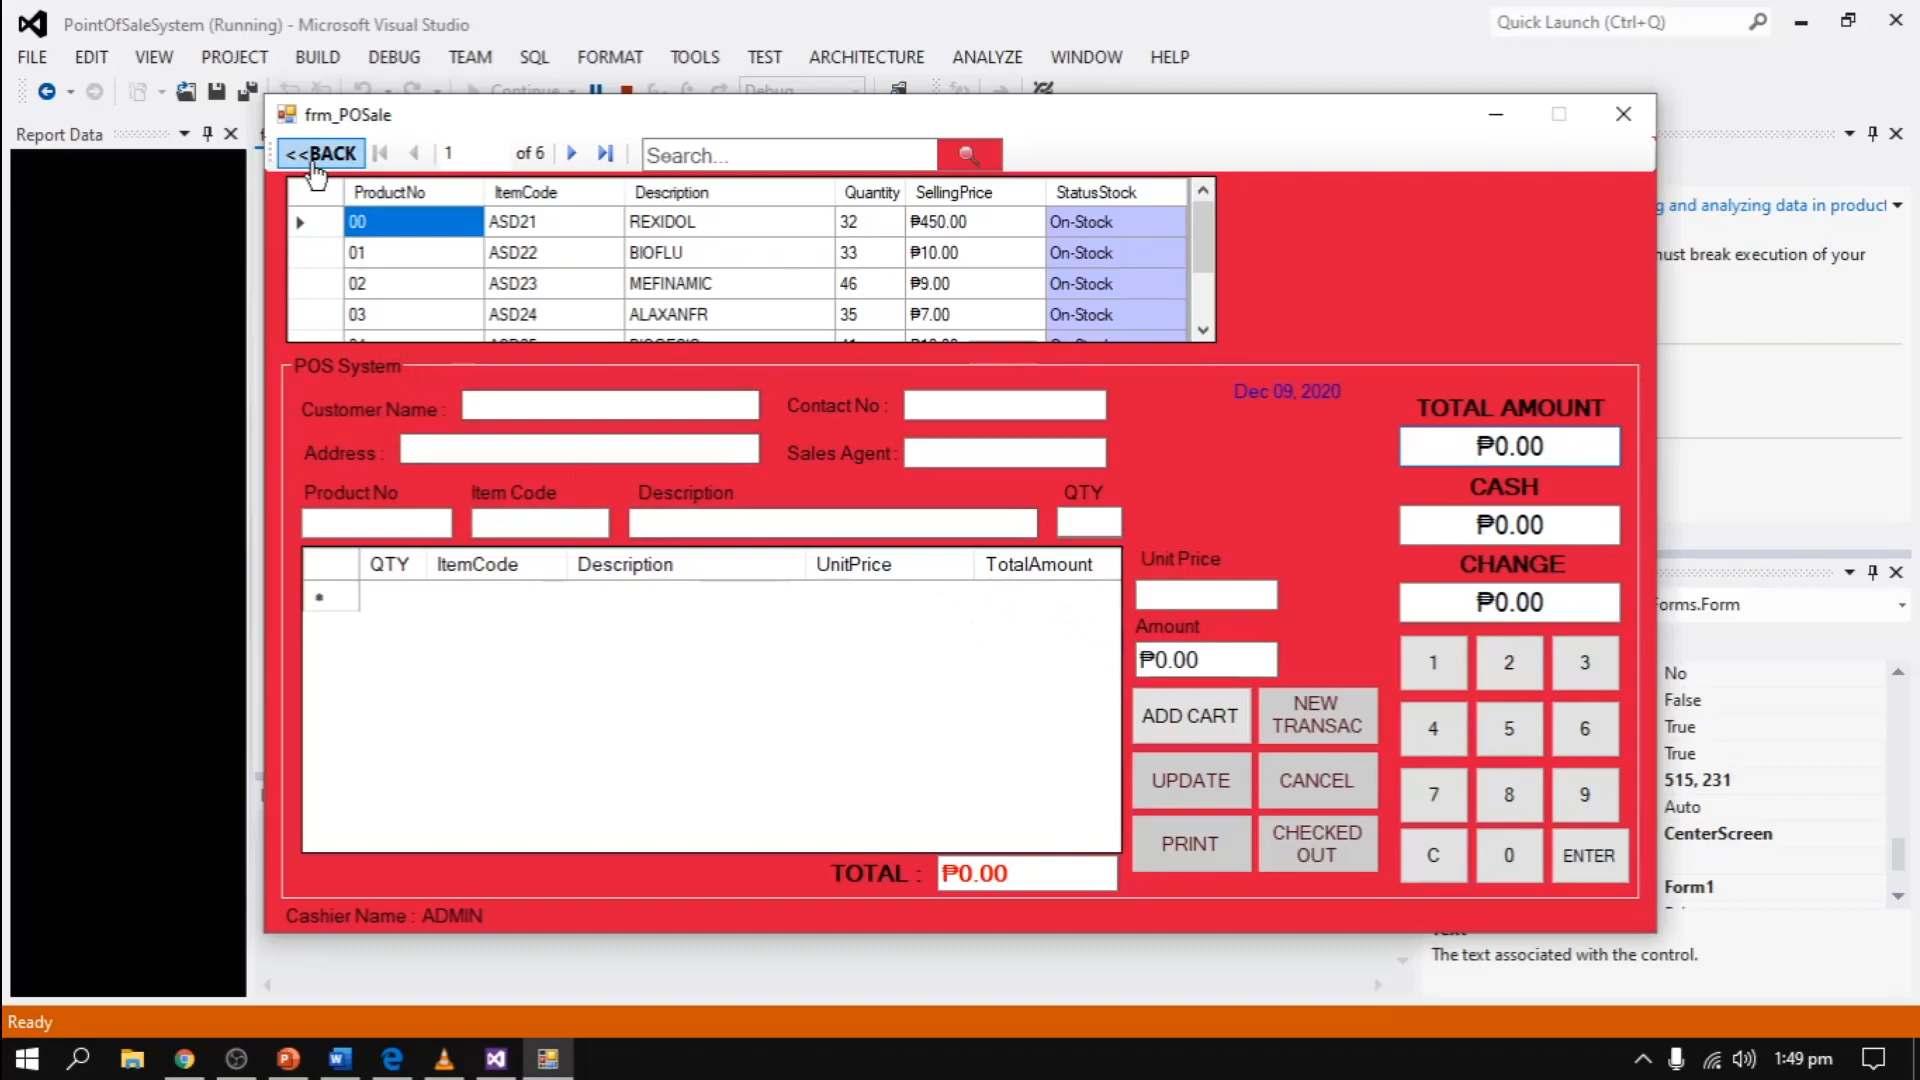 PointOfSaleSystem (Running) - Microsoft Visual Studio
Quick Launch (Ctrl+Q)
FILE EDIT VIEW PROJECT BUILD DEBUG TEAM SQL FORMAT TOOLS TEST ARCHITECTURE ANALYZE WINDOW HELP
Continue Debug
Report Data
frm_POSale
<<BACK 1 of 6 Search...
ProductNo ItemCode Description Quantity SellingPrice StatusStock
00 ASD21 REXIDOL 32 ₱450.00 On-Stock
01 ASD22 BIOFLU 33 ₱10.00 On-Stock
02 ASD23 MEFINAMIC 46 ₱9.00 On-Stock
03 ASD24 ALAXANFR 35 ₱7.00 On-Stock
g and analyzing data in product
must break execution of your
POS System
Customer Name :
Contact No :
Dec 09, 2020
Address :
Sales Agent :
Product No Item Code Description QTY
QTY ItemCode Description UnitPrice TotalAmount
Unit Price
Amount
₱0.00
TOTAL AMOUNT
₱0.00
CASH
₱0.00
CHANGE
₱0.00
1 2 3
4 5 6
7 8 9
C 0 ENTER
ADD CART
NEW
TRANSAC
UPDATE
CANCEL
PRINT
CHECKED
OUT
TOTAL : ₱0.00
Cashier Name : ADMIN
Forms.Form
No
False
True
True
515, 231
Auto
CenterScreen
Form1
Text
The text associated with the control.
Ready
1:49 pm